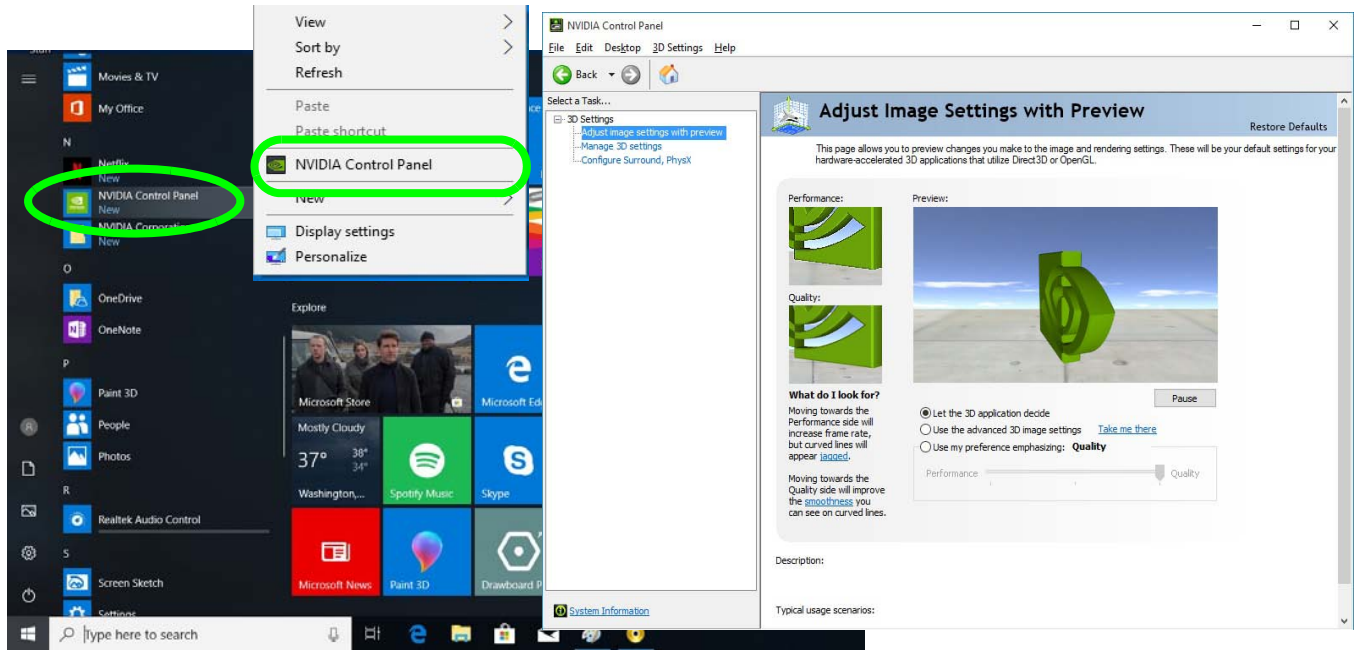 Start
Movies & TV
My Office
N
Netflix
New
NVIDIA Control Panel
New
NVIDIA Corporation
New
O
OneDrive
OneNote
P
Paint 3D
People
Photos
R
Realtek Audio Control
S
Screen Sketch
Settings
Type here to search
View
Sort by
Refresh
Paste
Paste shortcut
NVIDIA Control Panel
New
Display settings
Personalize
Explore
Microsoft Store
Microsoft Ed
Mostly Cloudy
37° 38°
34°
Washington,...
Spotify Music
Skype
Microsoft News
Paint 3D
Drawboard P
NVIDIA Control Panel
File Edit Desktop 3D Settings Help
Back
Select a Task...
3D Settings
Adjust image settings with preview
Manage 3D settings
Configure Surround, PhysX
System Information
Adjust Image Settings with Preview
Restore Defaults
This page allows you to preview changes you make to the image and rendering settings. These will be your default settings for your
hardware-accelerated 3D applications that utilize Direct3D or OpenGL.
Performance:
Quality:
What do I look for?
Moving towards the
Performance side will
increase frame rate,
but curved lines will
appear jagged.
Moving towards the
Quality side will improve
the smoothness you
can see on curved lines.
Preview:
Pause
Let the 3D application decide
Use the advanced 3D image settings Take me there
Use my preference emphasizing: Quality
Performance Quality
Description:
Typical usage scenarios: